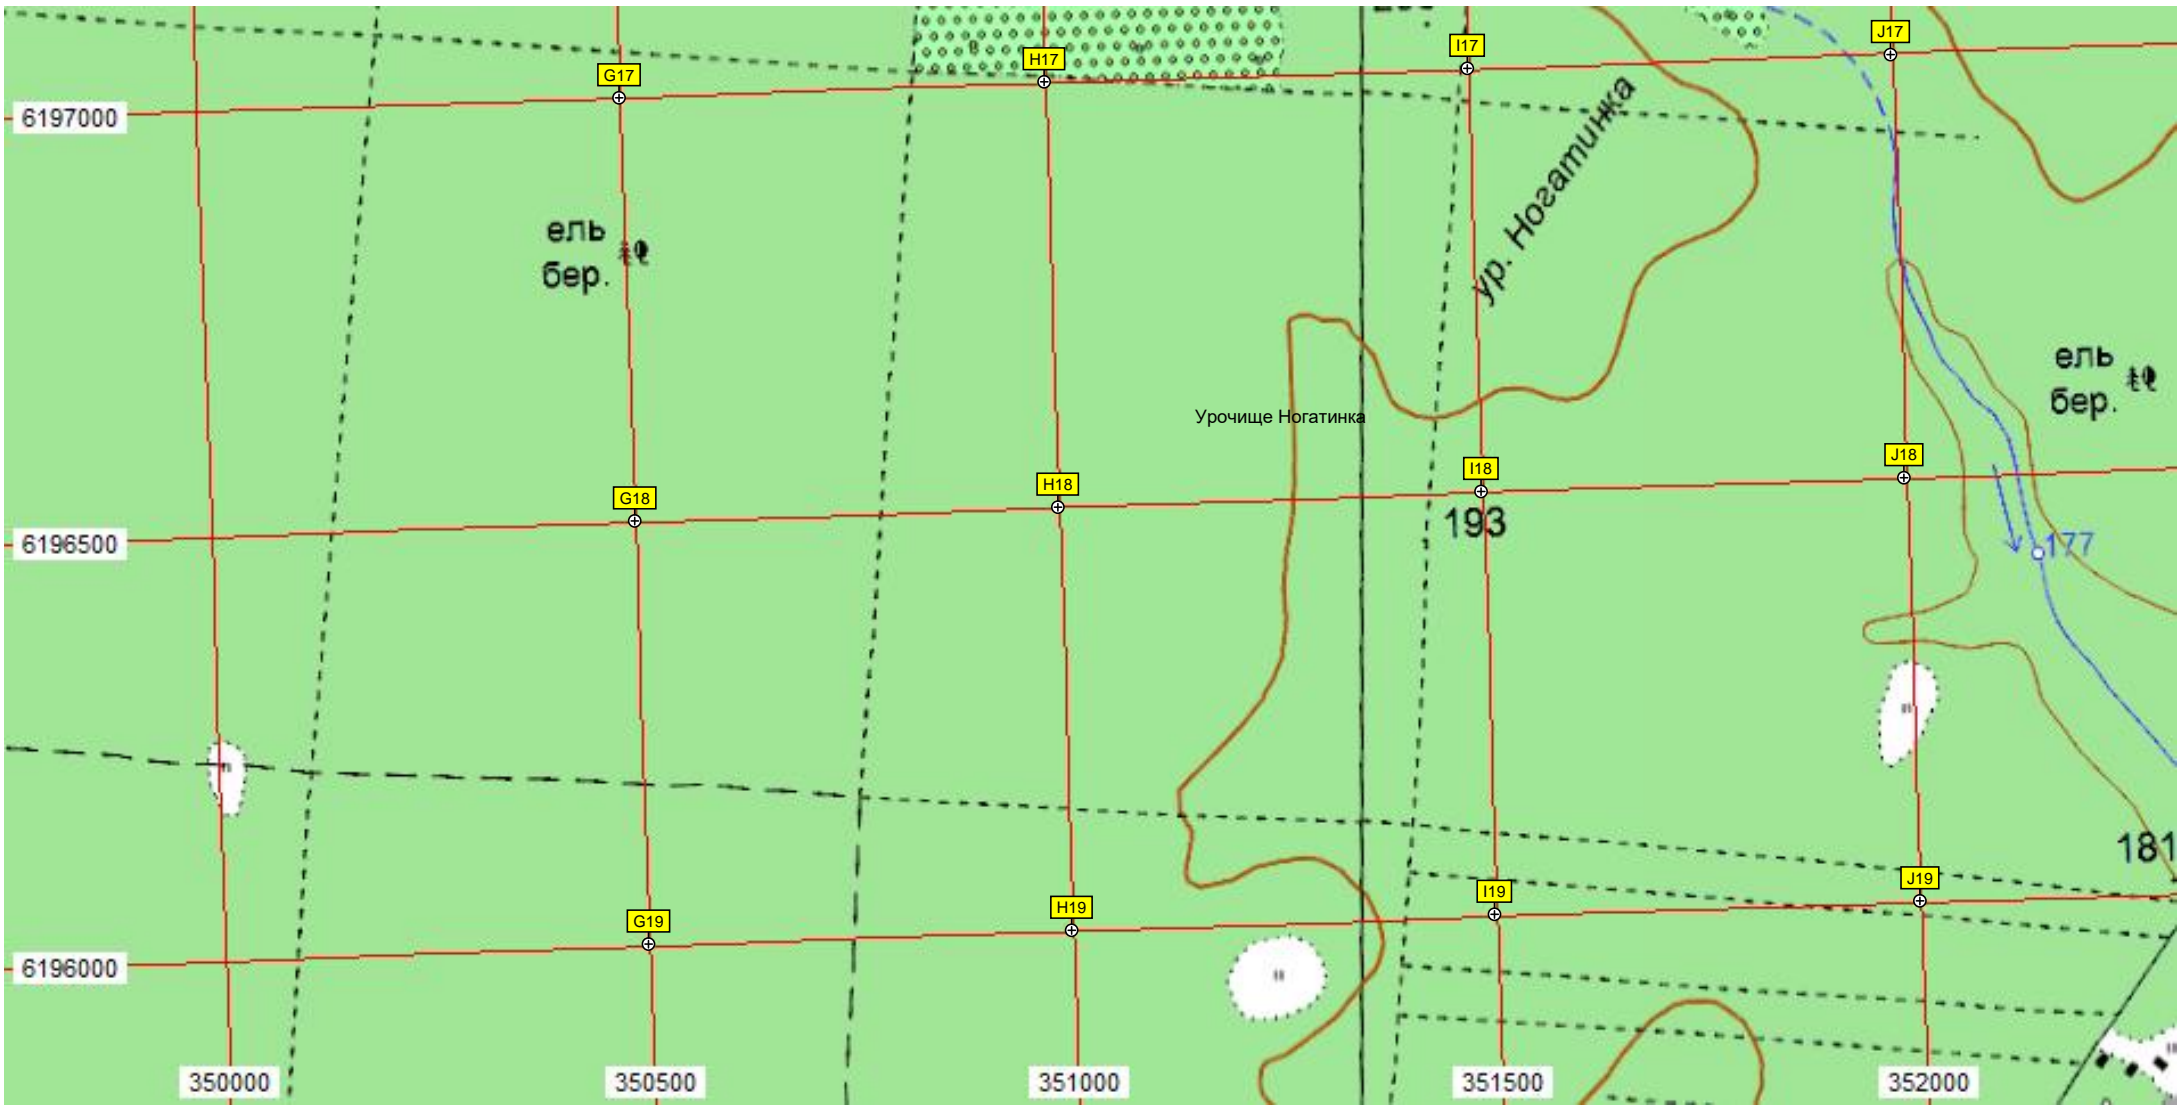 J17
I17
H17
G17
6197000
ур. Ногатинка
ель
бер.
ель
бер.
Урочище Ногатинка
J18
I18
H18
G18
193
6196500
177
181
J19
I19
H19
G19
6196000
350000
350500
351000
351500
352000